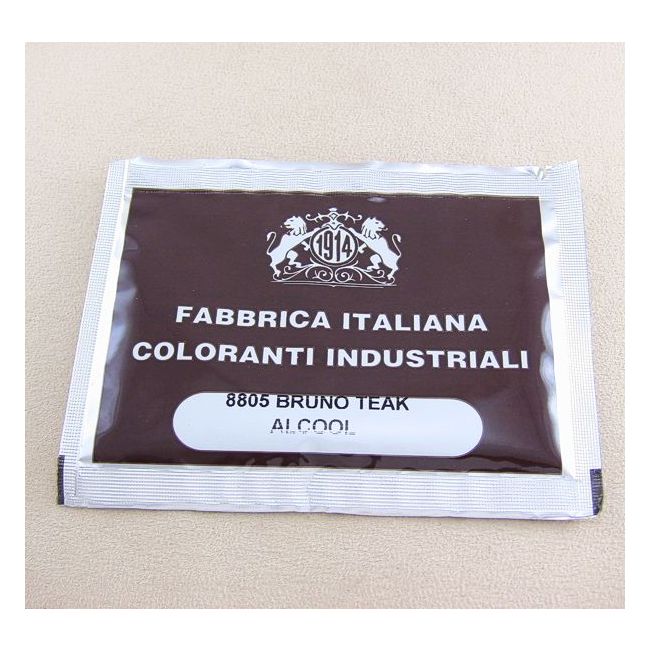 1914
FABBRICA ITALIANA
COLORANTI INDUSTRIALI
8805 BRUNO TEAK
ALCOOL